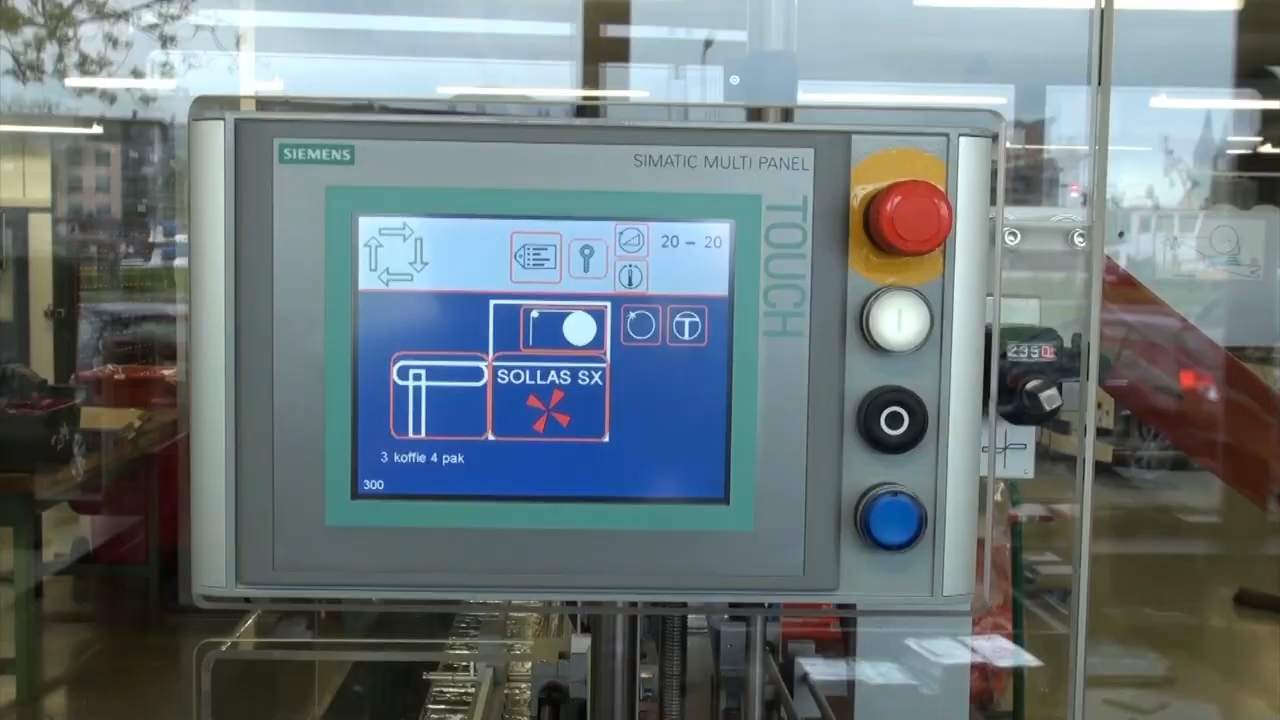 SIEMENS
SIMATIC MULTI PANEL
TOUCH
20 – 20
SOLLAS SX
3 koffie 4 pak
300
2350